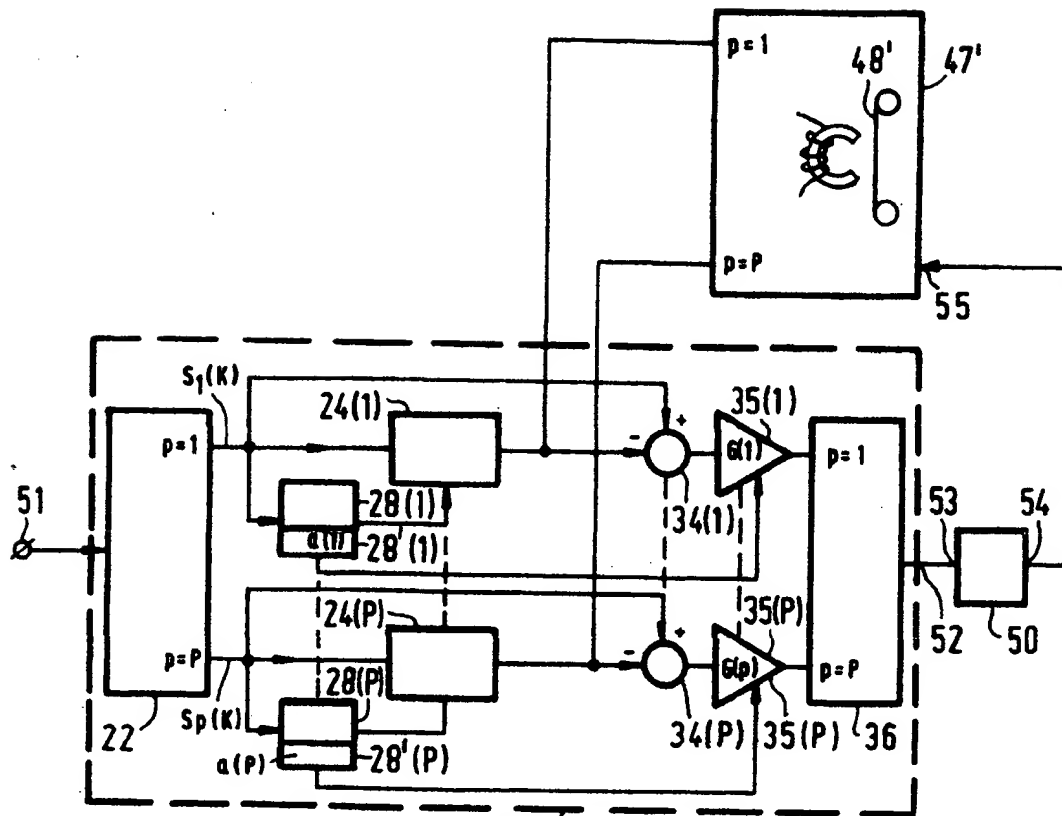 p=1
48'
47'
p=P
55
S1(K)
24(1)
35(1)
p=1
+
-
G(1)
p=1
51
28(1)
34(1)
53
54
a(1)
28'(1)
24(P)
35(P)
52
50
+
p=P
-
G(p)
p=P
28(P)
Sp(K)
22
34(P)
35(P)
36
a(P)
28'(P)